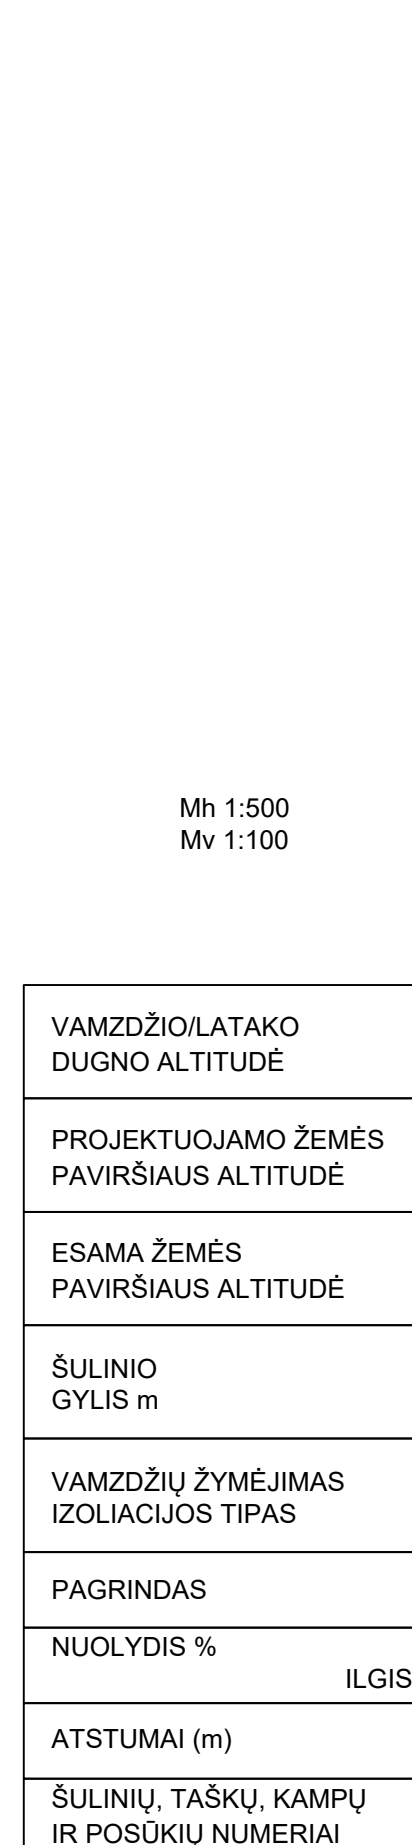 Mh 1:500
Mv 1:100
VAMZDŽIO/LATAKO
DUGNO ALTITUDĖ
PROJEKTUOJAMO ŽEMĖS
PAVIRŠIAUS ALTITUDĖ
ESAMA ŽEMĖS
PAVIRŠIAUS ALTITUDĖ
ŠULINIO
GYLIS m
VAMZDŽIŲ ŽYMĖJIMAS
IZOLIACIJOS TIPAS
PAGRINDAS
NUOLYDIS %
ILGIS
ATSTUMAI (m)
ŠULINIŲ, TAŠKŲ, KAMPŲ
IR POSŪKIŲ NUMERIAI